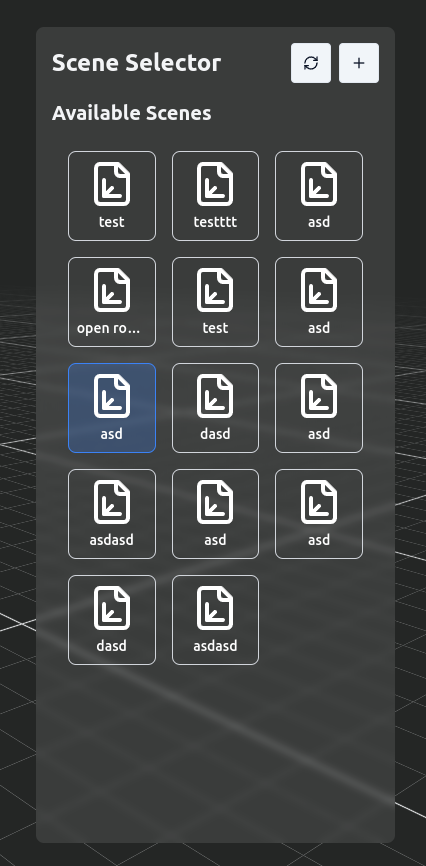 Scene Selector
Available Scenes
test testttt asd
open ro... test asd
asd dasd asd
asdasd asd asd
dasd asdasd